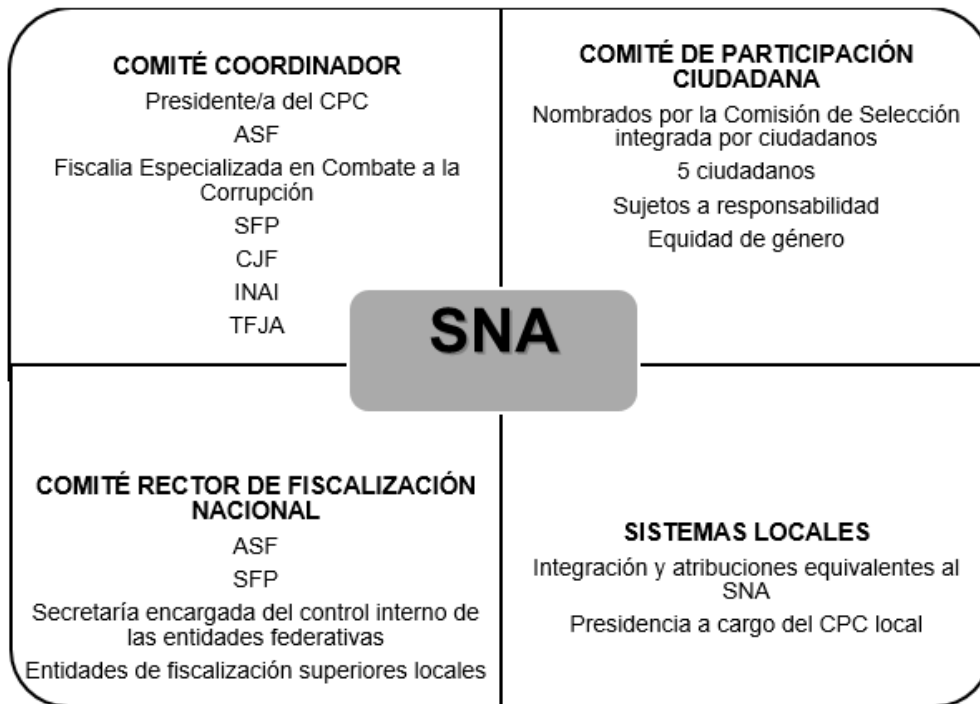 COMITÉ COORDINADOR
Presidente/a del CPC
ASF
Fiscalia Especializada en Combate a la
Corrupción
SFP
CJF
INAI
TFJA
COMITÉ DE PARTICIPACIÓN
CIUDADANA
Nombrados por la Comisión de Selección
integrada por ciudadanos
5 ciudadanos
Sujetos a responsabilidad
Equidad de género
SNA
COMITÉ RECTOR DE FISCALIZACIÓN
NACIONAL
ASF
SFP
Secretaría encargada del control interno de
las entidades federativas
Entidades de fiscalización superiores locales
SISTEMAS LOCALES
Integración y atribuciones equivalentes al
SNA
Presidencia a cargo del CPC local